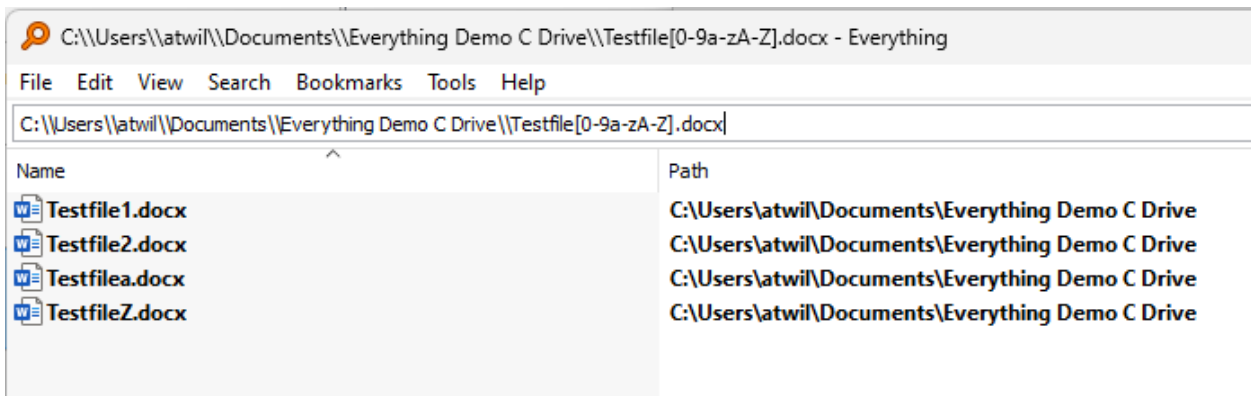 C:\\Users\\atwil\\Documents\\Everything Demo C Drive\\Testfile[0-9a-zA-Z].docx - Everything
File Edit View Search Bookmarks Tools Help
C:\\Users\\atwil\\Documents\\Everything Demo C Drive\\Testfile[0-9a-zA-Z].docx
Name Path
Testfile1.docx C:\Users\atwil\Documents\Everything Demo C Drive
Testfile2.docx C:\Users\atwil\Documents\Everything Demo C Drive
Testfilea.docx C:\Users\atwil\Documents\Everything Demo C Drive
TestfileZ.docx C:\Users\atwil\Documents\Everything Demo C Drive